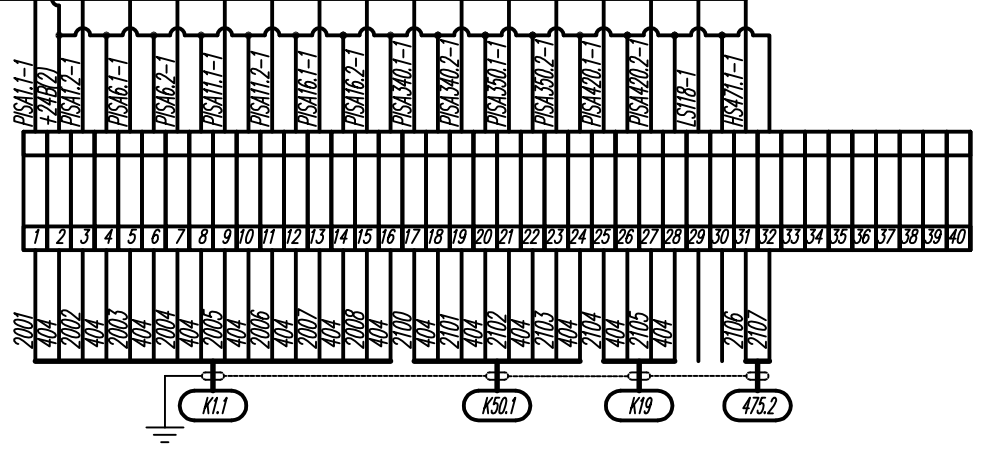 PISA1.1-1
+24В(2)
PISA1.2-1
PISA6.1-1
PISA6.2-1
PISA11.1-1
PISA11.2-1
PISA16.1-1
PISA16.2-1
PISA340.1-1
PISA340.2-1
PISA350.1-1
PISA350.2-1
PISA420.1-1
PISA420.2-1
LS118-1
HS471.1-1
1 2 3 4 5 6 7 8 9 10 11 12 13 14 15 16 17 18 19 20 21 22 23 24 25 26 27 28 29 30 31 32 33 34 35 36 37 38 39 40
2001
404
2002
404
2003
404
2004
404
2005
404
2006
404
2007
404
2008
404
2100
404
2101
404
2102
404
2103
404
2104
404
2105
404
2106
2107
K1.1 K50.1 K19 475.2